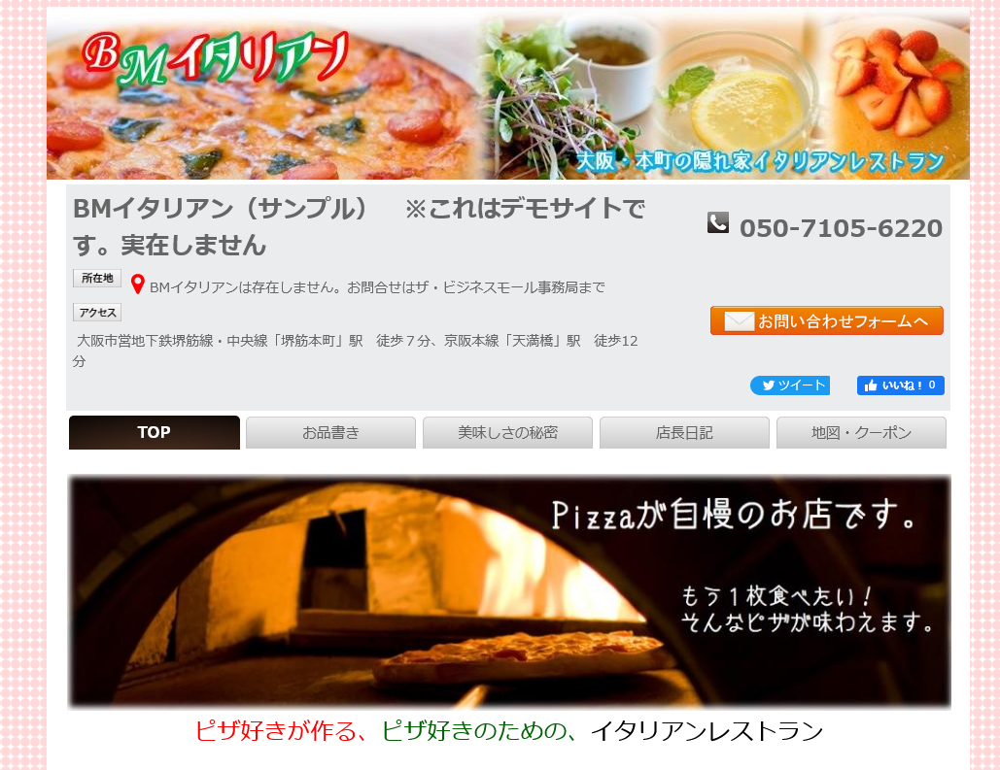 BMイタリアン
大阪・本町の隠れ家イタリアンレストラン
BMイタリアン（サンプル）　※これはデモサイトで
す。実在しません
050-7105-6220
所在地
BMイタリアンは存在しません。お問合せはザ・ビジネスモール事務局まで
アクセス
お問い合わせフォームへ
大阪市営地下鉄堺筋線・中央線「堺筋本町」駅　徒歩７分、京阪本線「天満橋」駅　徒歩12
分
ツイート
いいね！ 0
TOP
お品書き
美味しさの秘密
店長日記
地図・クーポン
Pizzaが自慢のお店です。
もう１枚食べたい！
そんなピザが味わえます。
ピザ好きが作る、ピザ好きのための、イタリアンレストラン